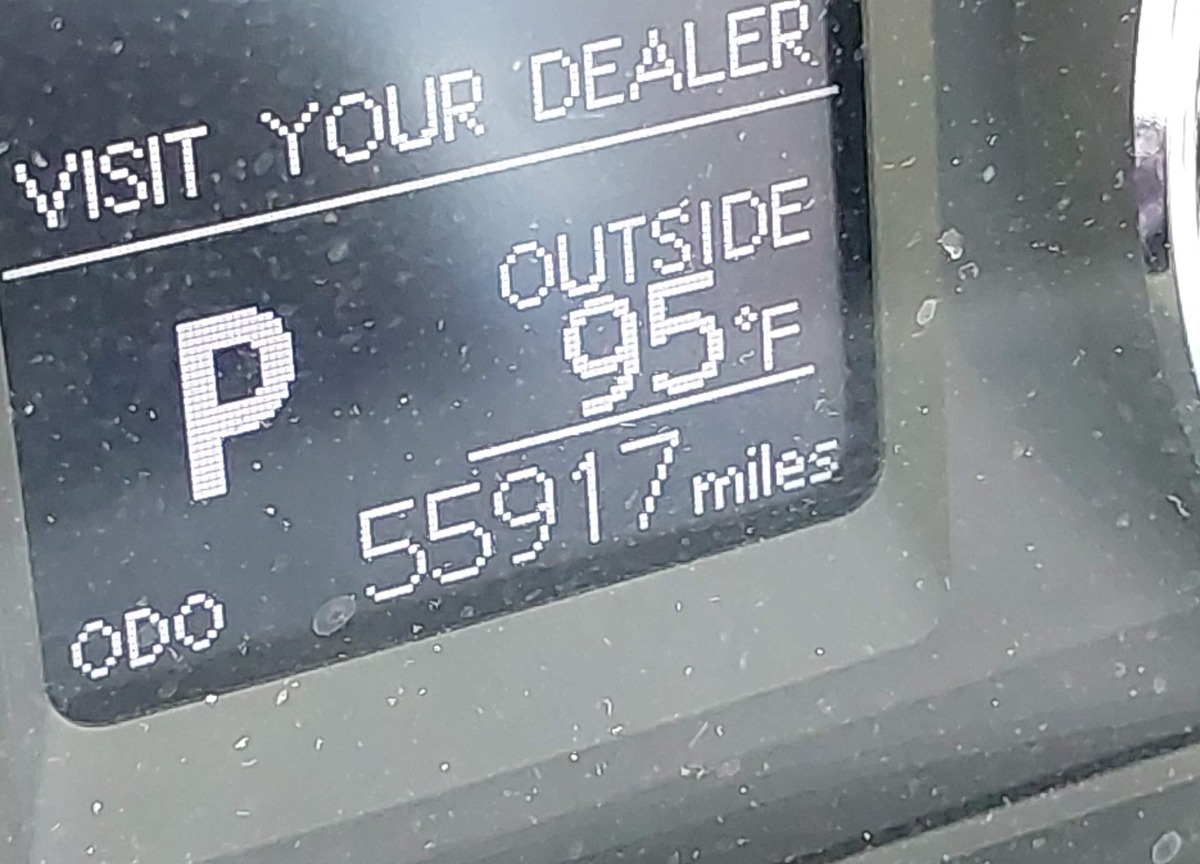 VISIT YOUR DEALER
OUTSIDE
P
95°F
55917 miles
ODO